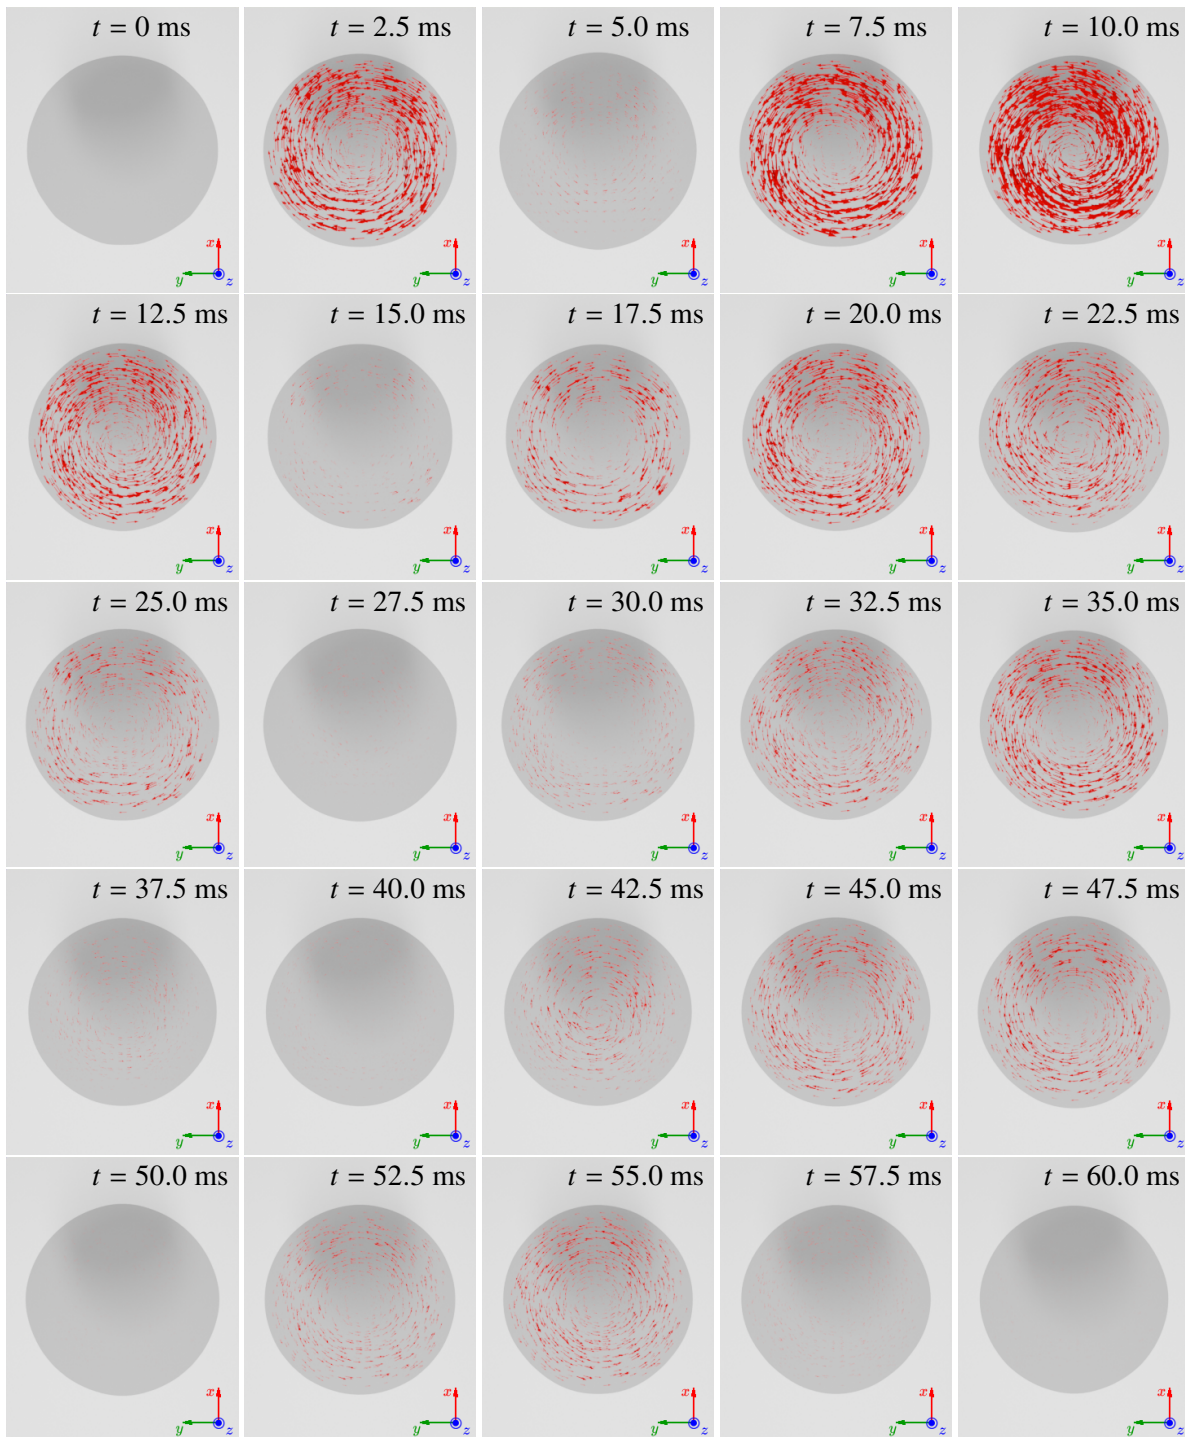 t = 0 ms t = 2.5 ms t = 5.0 ms t = 7.5 ms t = 10.0 ms
x x x x x
y z y z y z y z y z
t = 12.5 ms t = 15.0 ms t = 17.5 ms t = 20.0 ms t = 22.5 ms
x x x x x
y z y z y z y z y z
t = 25.0 ms t = 27.5 ms t = 30.0 ms t = 32.5 ms t = 35.0 ms
x x x x x
y z y z y z y z y z
t = 37.5 ms t = 40.0 ms t = 42.5 ms t = 45.0 ms t = 47.5 ms
x x x x x
y z y z y z y z y z
t = 50.0 ms t = 52.5 ms t = 55.0 ms t = 57.5 ms t = 60.0 ms
x x x x x
y z y z y z y z y z